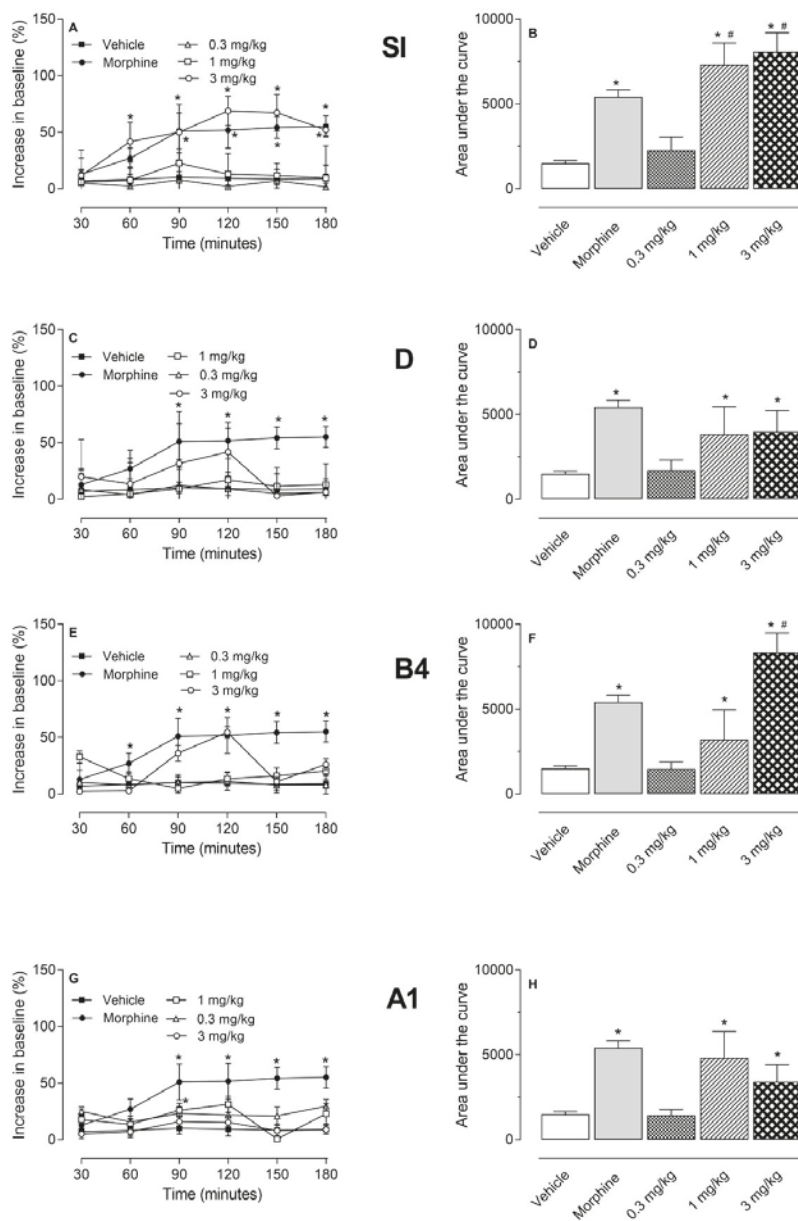 A
Increase in baseline (%)
150
100
50
0
Vehicle
Morphine
0.3 mg/kg
1 mg/kg
3 mg/kg
* * * * *
* * * *
30 60 90 120 150 180
Time (minutes)
SI
B
Area under the curve
10000
5000
0
* * # * #
Vehicle
Morphine
0.3 mg/kg
1 mg/kg
3 mg/kg
C
Increase in baseline (%)
150
100
50
0
Vehicle
Morphine
1 mg/kg
0.3 mg/kg
3 mg/kg
* * * *
30 60 90 120 150 180
Time (minutes)
D
D
Area under the curve
10000
5000
0
* * *
Vehicle
Morphine
0.3 mg/kg
1 mg/kg
3 mg/kg
E
Increase in baseline (%)
150
100
50
0
Vehicle
Morphine
0.3 mg/kg
1 mg/kg
3 mg/kg
* * * * *
30 60 90 120 150 180
Time (minutes)
B4
F
Area under the curve
10000
5000
0
* * * #
Vehicle
Morphine
0.3 mg/kg
1 mg/kg
3 mg/kg
G
Increase in baseline (%)
150
100
50
0
Vehicle
Morphine
1 mg/kg
0.3 mg/kg
3 mg/kg
* * * *
*
30 60 90 120 150 180
Time (minutes)
A1
H
Area under the curve
10000
5000
0
* * *
Vehicle
Morphine
0.3 mg/kg
1 mg/kg
3 mg/kg